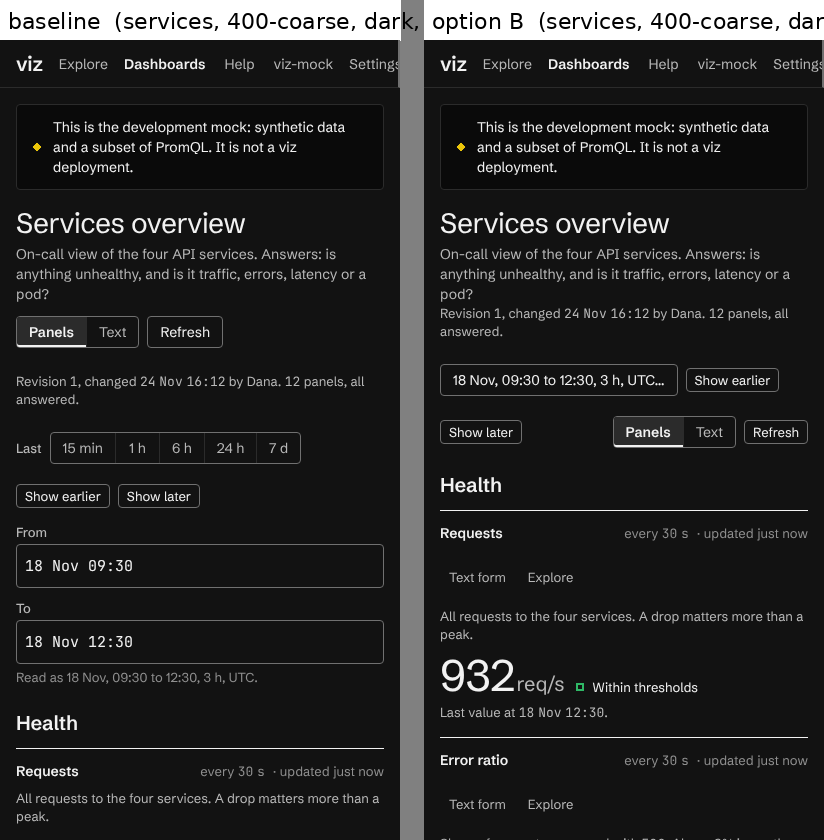 baseline  (services, 400-coarse, dark,
viz Explore Dashboards Help viz-mock Settings
This is the development mock: synthetic data
and a subset of PromQL. It is not a viz
deployment.
Services overview
On-call view of the four API services. Answers: is
anything unhealthy, and is it traffic, errors, latency or a
pod?
Panels Text Refresh
Revision 1, changed 24 Nov 16:12 by Dana. 12 panels, all
answered.
Last 15 min 1 h 6 h 24 h 7 d
Show earlier Show later
From
18 Nov 09:30
To
18 Nov 12:30
Read as 18 Nov, 09:30 to 12:30, 3 h, UTC.
Health
Requests every 30 s · updated just now
All requests to the four services. A drop matters more than a
peak.
option B  (services, 400-coarse, dar
viz Explore Dashboards Help viz-mock Settings
This is the development mock: synthetic data
and a subset of PromQL. It is not a viz
deployment.
Services overview
On-call view of the four API services. Answers: is
anything unhealthy, and is it traffic, errors, latency or a
pod?
Revision 1, changed 24 Nov 16:12 by Dana. 12 panels, all
answered.
18 Nov, 09:30 to 12:30, 3 h, UTC... Show earlier
Show later Panels Text Refresh
Health
Requests every 30 s · updated just now
Text form Explore
All requests to the four services. A drop matters more than a
peak.
932 req/s Within thresholds
Last value at 18 Nov 12:30.
Error ratio every 30 s · updated just now
Text form Explore